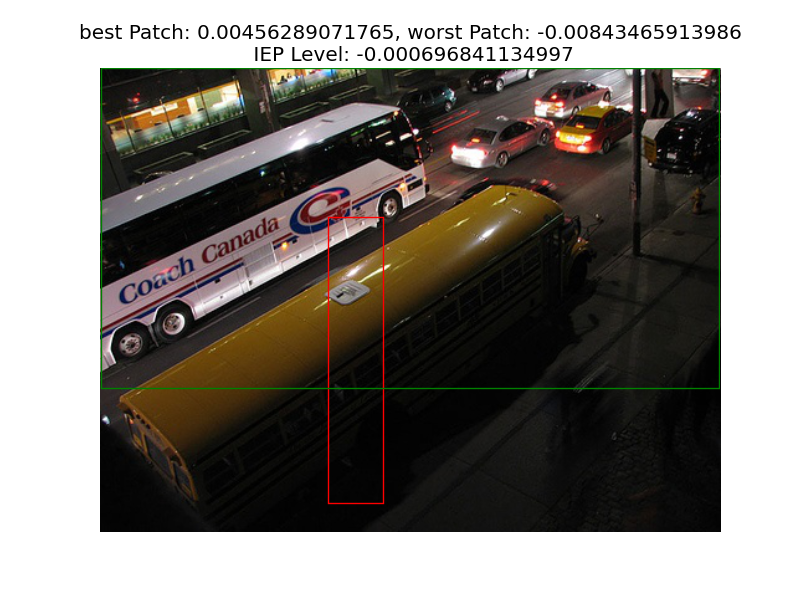 best Patch: 0.00456289071765, worst Patch: -0.00843465913986
IEP Level: -0.000696841134997
Coach Canada C